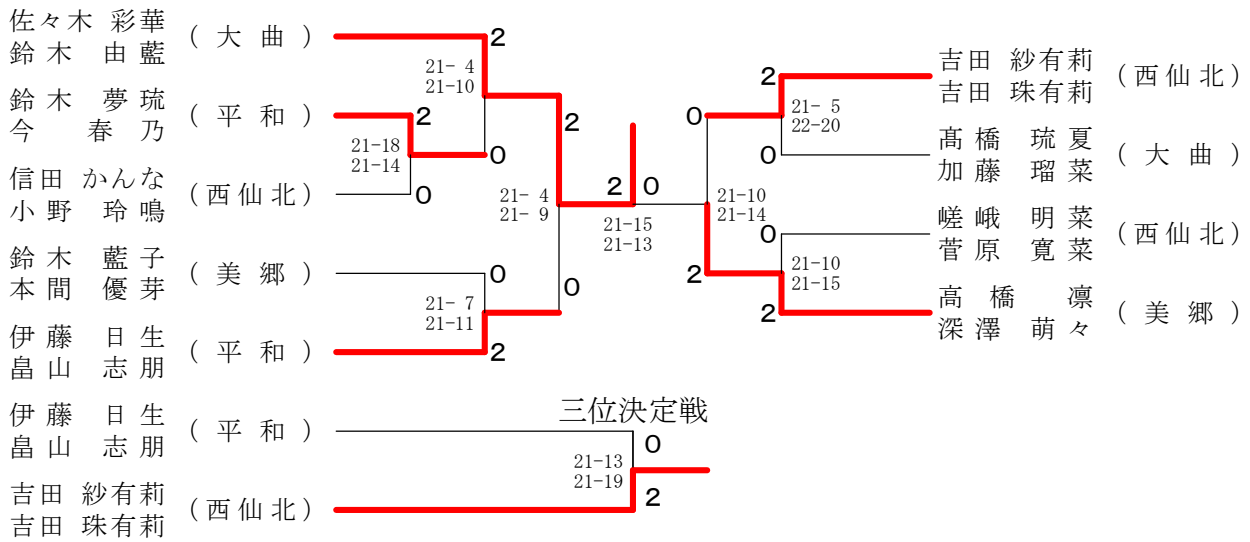 佐々木 彩華
鈴木 由藍
(大曲)
2
21- 4
21-10
鈴木 夢琉
今 春乃
(平和)
2
21-18
21-14
0
信田 かんな
小野 玲鳴
(西仙北)
0
2
21- 4
21- 9
鈴木 藍子
本間 優芽
(美郷)
0
21- 7
21-11
0
伊藤 日生
畠山 志朋
(平和)
2
2
0
21-15
21-13
吉田 紗有莉
吉田 珠有莉
(西仙北)
2
21- 5
22-20
0
髙橋 琉夏
加藤 瑠菜
(大曲)
0
21-10
21-14
嵯峨 明菜
菅原 寛菜
(西仙北)
0
21-10
21-15
2
高橋 凛
深澤 萌々
(美郷)
2
三位決定戦
伊藤 日生
畠山 志朋
(平和)
0
21-13
21-19
吉田 紗有莉
吉田 珠有莉
(西仙北)
2